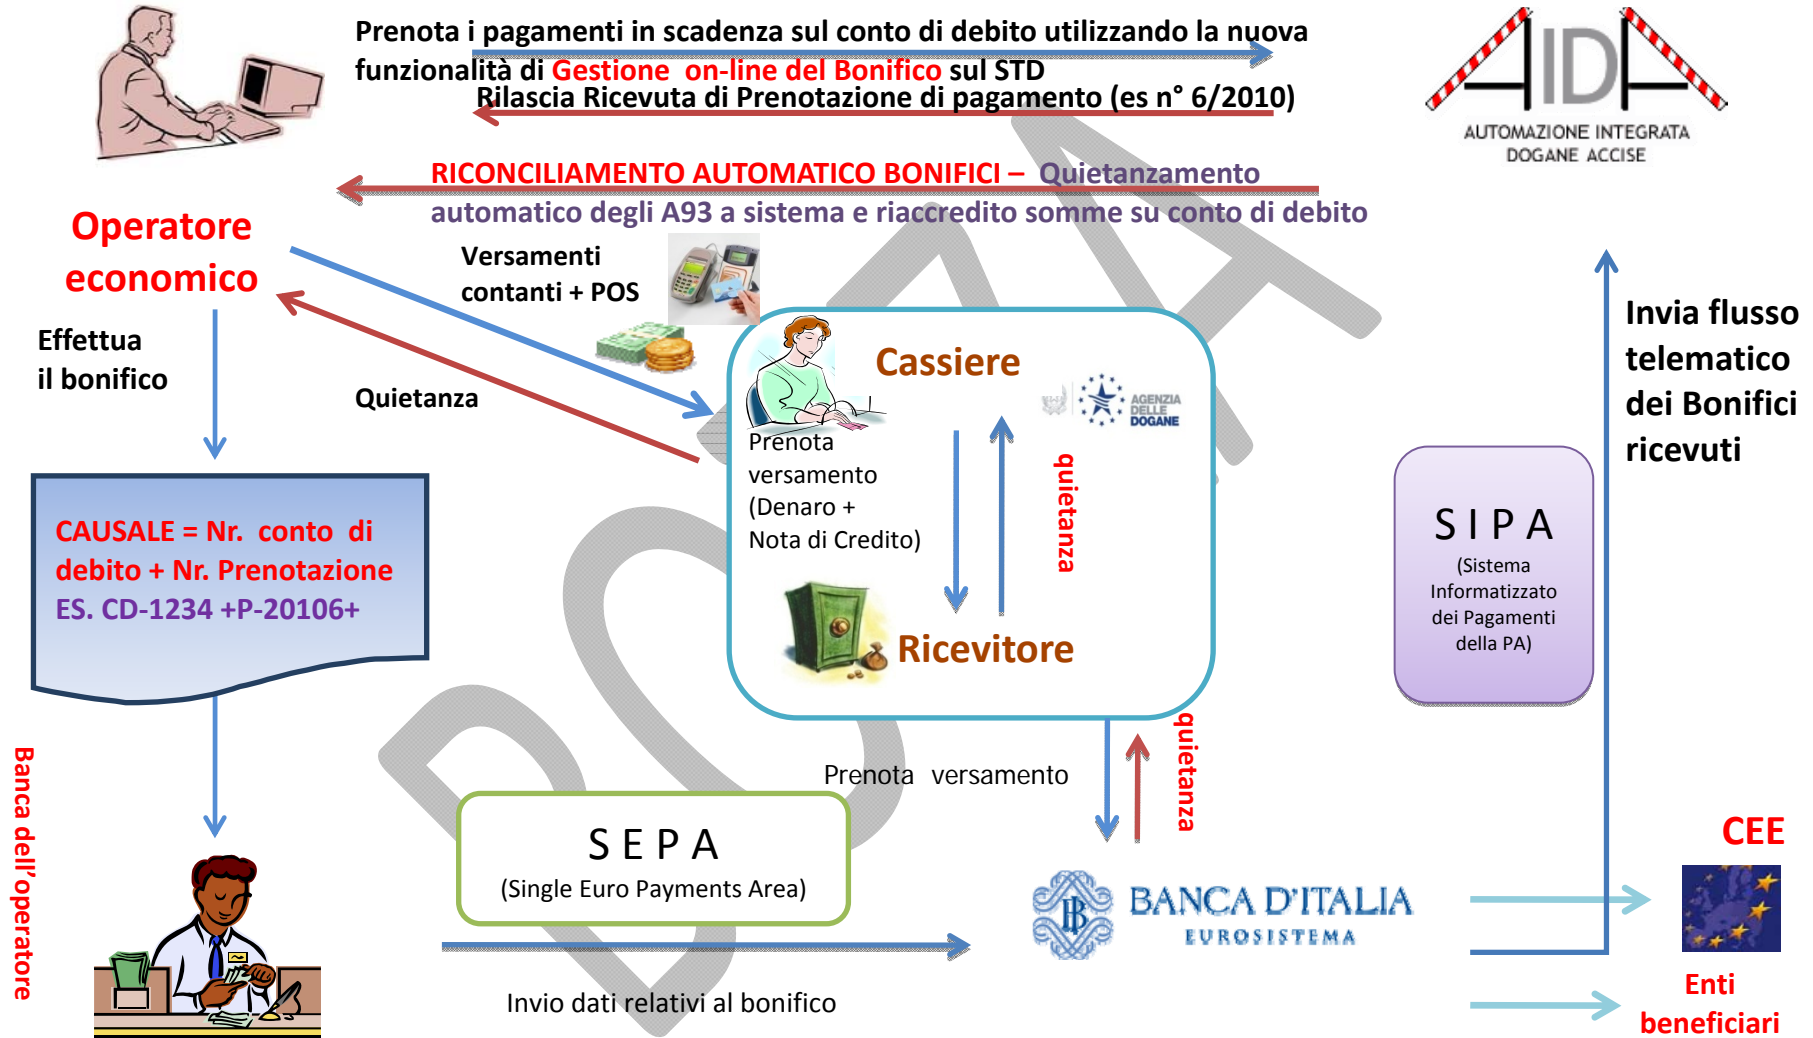 Prenota i pagamenti in scadenza sul conto di debito utilizzando la nuova
funzionalità di Gestione on-line del Bonifico sul STD
Rilascia Ricevuta di Prenotazione di pagamento (es n° 6/2010)
AIDA
AUTOMAZIONE INTEGRATA
DOGANE ACCISE
RICONCILIAMENTO AUTOMATICO BONIFICI – Quietanzamento
automatico degli A93 a sistema e riaccredito somme su conto di debito
Operatore
economico
Versamenti
contanti + POS
Effettua
il bonifico
Quietanza
Cassiere
AGENZIA
DELLE
DOGANE
Prenota
versamento
(Denaro +
Nota di Credito)
quietanza
Ricevitore
Invia flusso
telematico
dei Bonifici
ricevuti
S I P A
(Sistema
Informatizzato
dei Pagamenti
della PA)
CAUSALE = Nr. conto di
debito + Nr. Prenotazione
ES. CD-1234 +P-20106+
Banca dell'operatore
Prenota versamento
quietanza
S E P A
(Single Euro Payments Area)
Invio dati relativi al bonifico
BANCA D'ITALIA
EUROSISTEMA
CEE
Enti
beneficiari
BOZZA